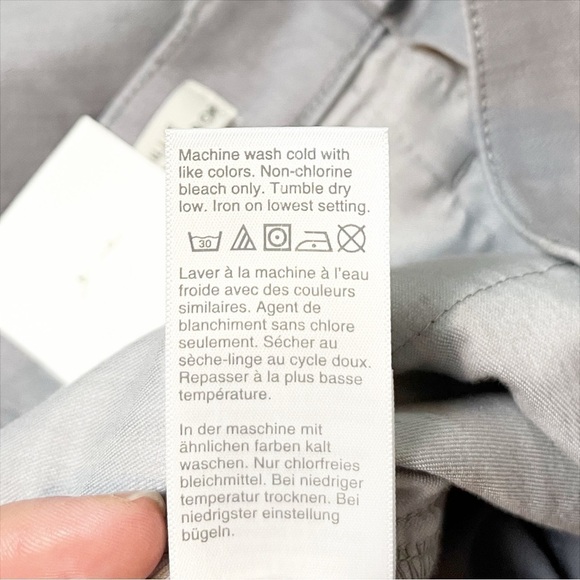 Machine wash cold with
like colors. Non-chlorine
bleach only. Tumble dry
low. Iron on lowest setting.
30
Laver à la machine à l'eau
froide avec des couleurs
similaires. Agent de
blanchiment sans chlore
seulement. Sécher au
sèche-linge au cycle doux.
Repasser à la plus basse
température.
In der maschine mit
ähnlichen farben kalt
waschen. Nur chlorfreies
bleichmittel. Bei niedriger
temperatur trocknen. Bei
niedrigster einstellung
bügeln.